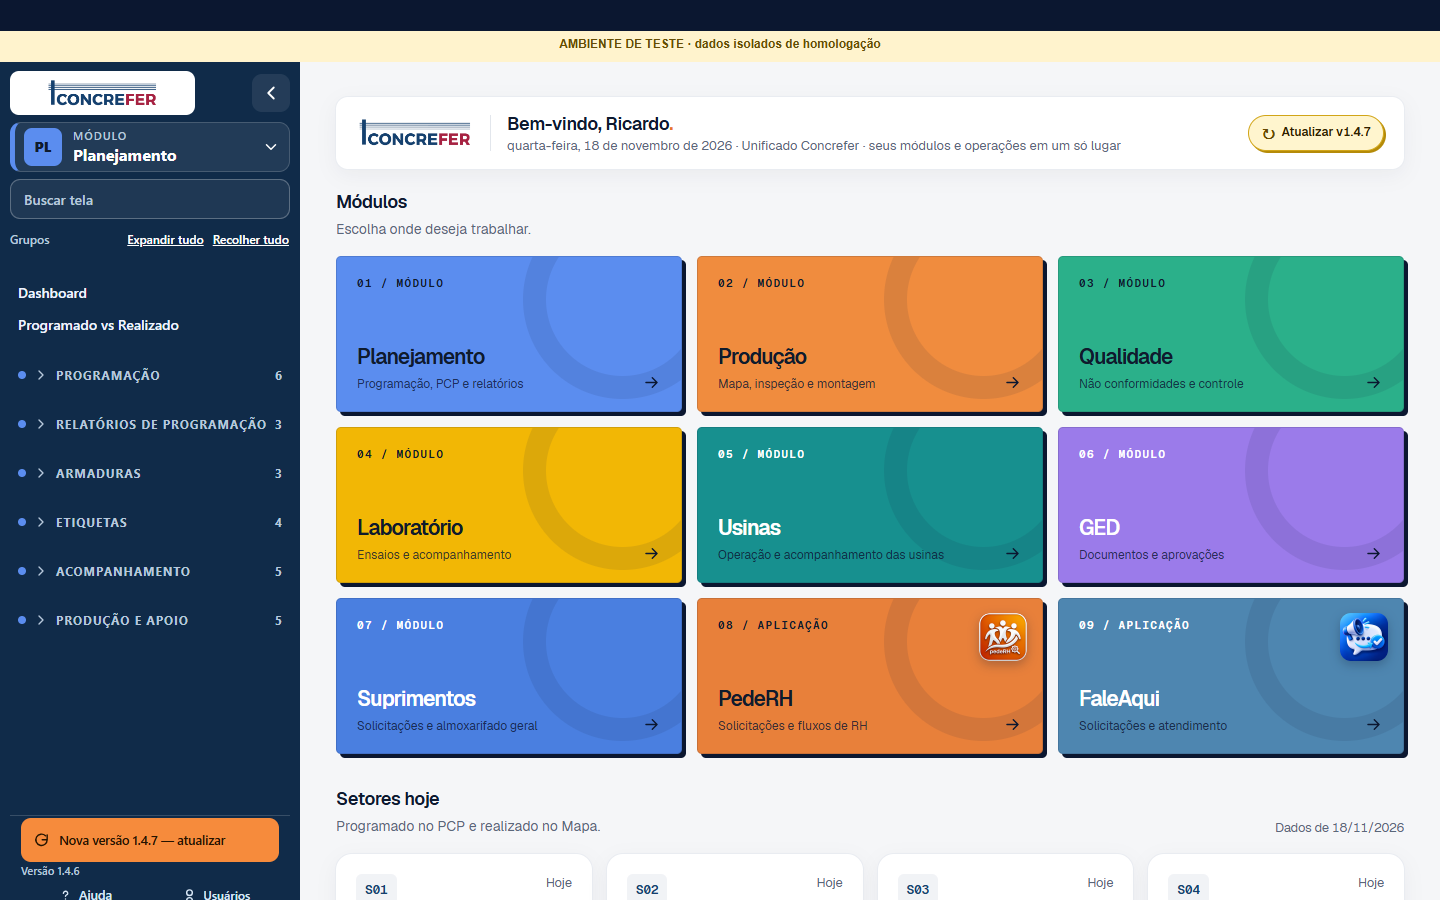 AMBIENTE DE TESTE · dados isolados de homologação
CONCREFER
PL
MÓDULO
Planejamento
Buscar tela
Grupos
Expandir tudo
Recolher tudo
Dashboard
Programado vs Realizado
PROGRAMAÇÃO 6
RELATÓRIOS DE PROGRAMAÇÃO 3
ARMADURAS 3
ETIQUETAS 4
ACOMPANHAMENTO 5
PRODUÇÃO E APOIO 5
Nova versão 1.4.7 — atualizar
Versão 1.4.6
? Ajuda
Usuários
CONCREFER
Bem-vindo, Ricardo.
quarta-feira, 18 de novembro de 2026 · Unificado Concrefer · seus módulos e operações em um só lugar
Atualizar v1.4.7
Módulos
Escolha onde deseja trabalhar.
01 / MÓDULO
Planejamento
Programação, PCP e relatórios
02 / MÓDULO
Produção
Mapa, inspeção e montagem
03 / MÓDULO
Qualidade
Não conformidades e controle
04 / MÓDULO
Laboratório
Ensaios e acompanhamento
05 / MÓDULO
Usinas
Operação e acompanhamento das usinas
06 / MÓDULO
GED
Documentos e aprovações
07 / MÓDULO
Suprimentos
Solicitações e almoxarifado geral
08 / APLICAÇÃO
pedeRH
PedeRH
Solicitações e fluxos de RH
09 / APLICAÇÃO
FaleAqui
Solicitações e atendimento
Setores hoje
Programado no PCP e realizado no Mapa.
Dados de 18/11/2026
S01
Hoje
S02
Hoje
S03
Hoje
S04
Hoje